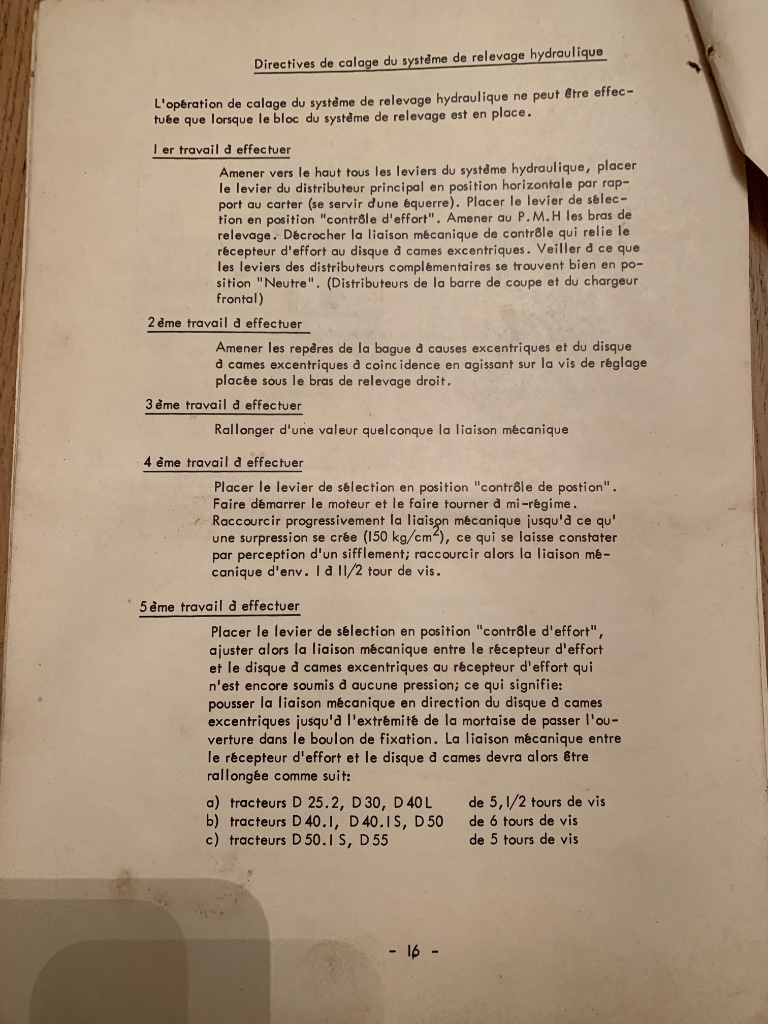 Directives de calage du système de relevage hydraulique
L'opération de calage du système de relevage hydraulique ne peut être effec-
tuée que lorsque le bloc du système de relevage est en place.
1 er travail à effectuer
Amener vers le haut tous les leviers du système hydraulique, placer
le levier du distributeur principal en position horizontale par rap-
port au carter (se servir d'une équerre). Placer le levier de sélec-
tion en position "contrôle d'effort". Amener au P.M.H les bras de
relevage. Décrocher la liaison mécanique de contrôle qui relie le
récepteur d'effort au disque à cames excentriques. Veiller à ce que
les leviers des distributeurs complémentaires se trouvent bien en po-
sition "Neutre". (Distributeurs de la barre de coupe et du chargeur
frontal)
2ème travail à effectuer
Amener les repères de la bague à causes excentriques et du disque
à cames excentriques à coincidence en agissant sur la vis de réglage
placée sous le bras de relevage droit.
3ème travail à effectuer
Rallonger d'une valeur quelconque la liaison mécanique
4 ème travail à effectuer
Placer le levier de sélection en position "contrôle de postion".
Faire démarrer le moteur et le faire tourner à mi-régime.
Raccourcir progressivement la liaison mécanique jusqu'à ce qu'
une surpression se crée (150 kg/cm²), ce qui se laisse constater
par perception d'un sifflement; raccourcir alors la liaison mé-
canique d'env. 1 à 11/2 tour de vis.
5ème travail à effectuer
Placer le levier de sélection en position "contrôle d'effort",
ajuster alors la liaison mécanique entre le récepteur d'effort
et le disque à cames excentriques au récepteur d'effort qui
n'est encore soumis à aucune pression; ce qui signifie:
pousser la liaison mécanique en direction du disque à cames
excentriques jusqu'à l'extrémité de la mortaise de passer l'ou-
verture dans le boulon de fixation. La liaison mécanique entre
le récepteur d'effort et le disque à cames devra alors être
rallongée comme suit:
a) tracteurs D 25.2, D30, D40L de 5,1/2 tours de vis
b) tracteurs D40.1, D40.1S, D50 de 6 tours de vis
c) tracteurs D50.1 S, D55 de 5 tours de vis
- 16 -